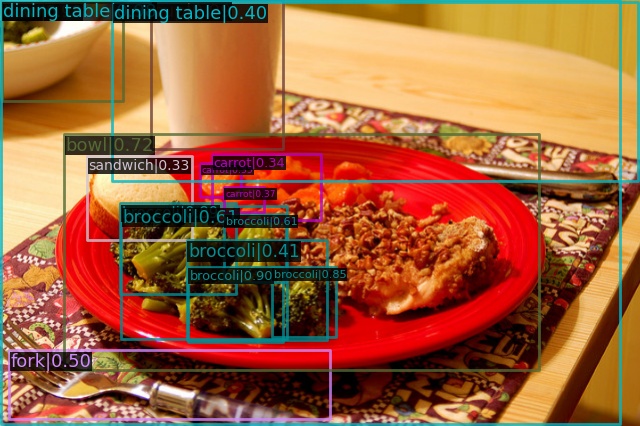 dining table
dining table|0.40
bowl|0.72
sandwich|0.33
carrot|0.34
carrot|0.37
broccoli|0.61
broccoli|0.61
broccoli|0.41
broccoli|0.90
broccoli|0.85
fork|0.50